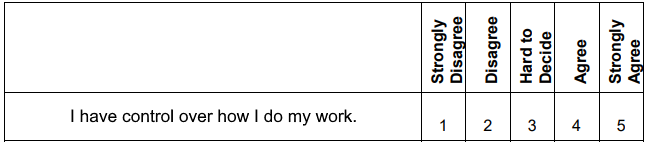 Strongly
Disagree
Disagree
Hard to
Decide
Agree
Strongly
Agree
I have control over how I do my work.
1 2 3 4 5